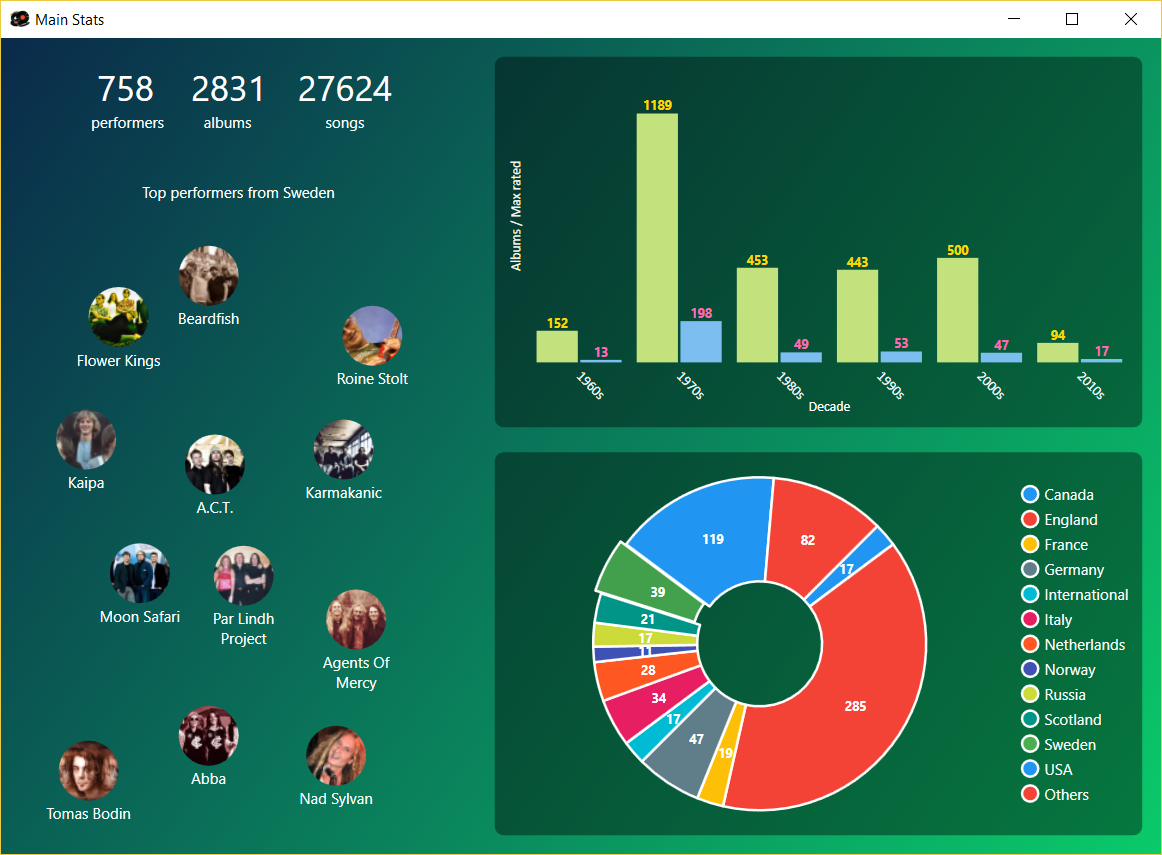 Main Stats
758 2831 27624
performers albums songs
Top performers from Sweden
Beardfish
Flower Kings
Roine Stolt
Kaipa
A.C.T.
Karmakanic
Moon Safari
Par Lindh
Project
Agents Of
Mercy
Abba
Nad Sylvan
Tomas Bodin
Albums / Max rated
152
13
1189
198
453
49
443
53
500
47
94
17
1960s
1970s
1980s
1990s
2000s
2010s
Decade
119
82
17
39
21
17
11
28
34
17
47
19
285
Canada
England
France
Germany
International
Italy
Netherlands
Norway
Russia
Scotland
Sweden
USA
Others